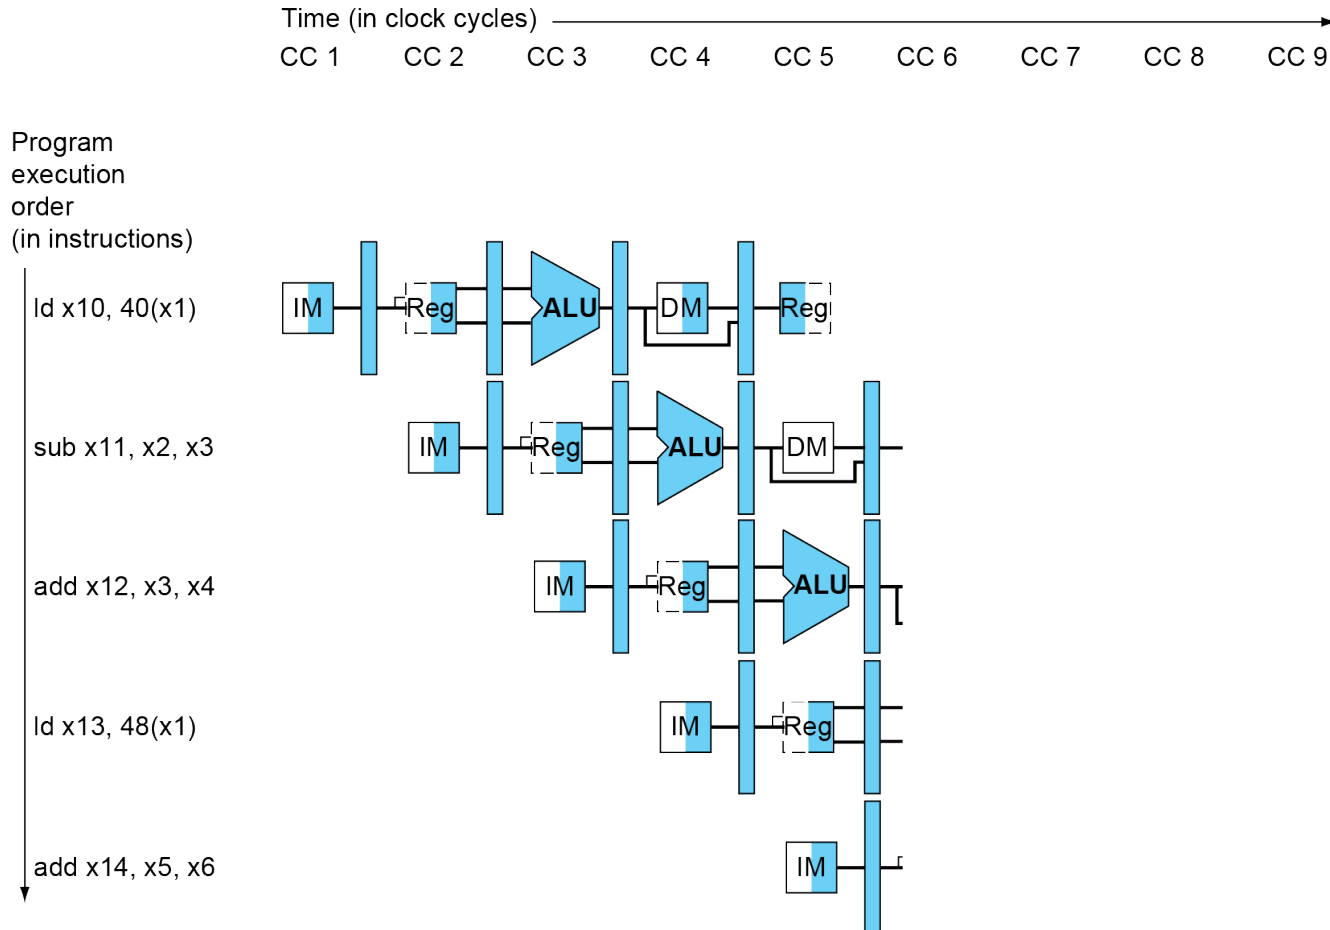 Time (in clock cycles)
CC 1 CC 2 CC 3 CC 4 CC 5 CC 6 CC 7 CC 8 CC 9
Program
execution
order
(in instructions)
ld x10, 40(x1) IM Reg ALU DM Reg
sub x11, x2, x3 IM Reg ALU DM
add x12, x3, x4 IM Reg ALU
ld x13, 48(x1) IM Reg
add x14, x5, x6 IM